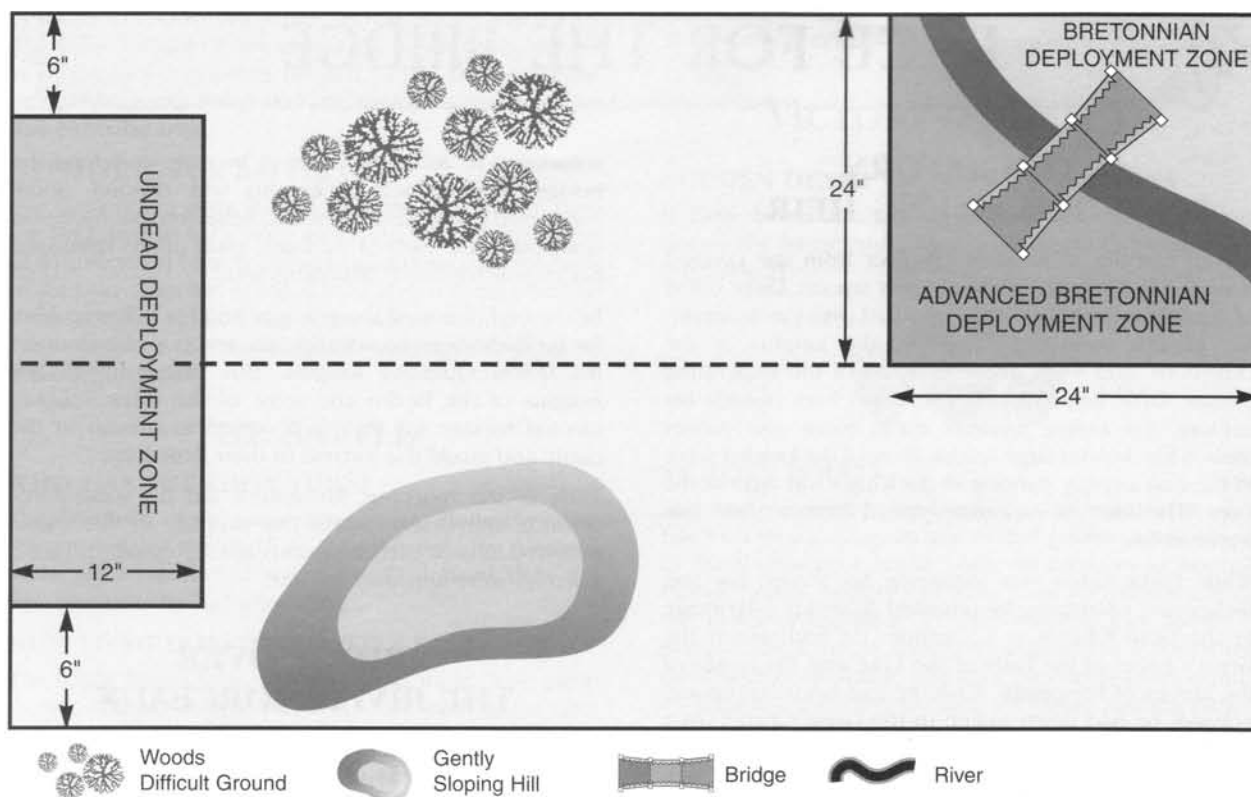 6"
24"
BRETONNIAN
DEPLOYMENT ZONE
UNDEAD DEPLOYMENT ZONE
24"
ADVANCED BRETONNIAN
DEPLOYMENT ZONE
24"
12"
6"
Woods
Difficult Ground
Gently
Sloping Hill
Bridge
River